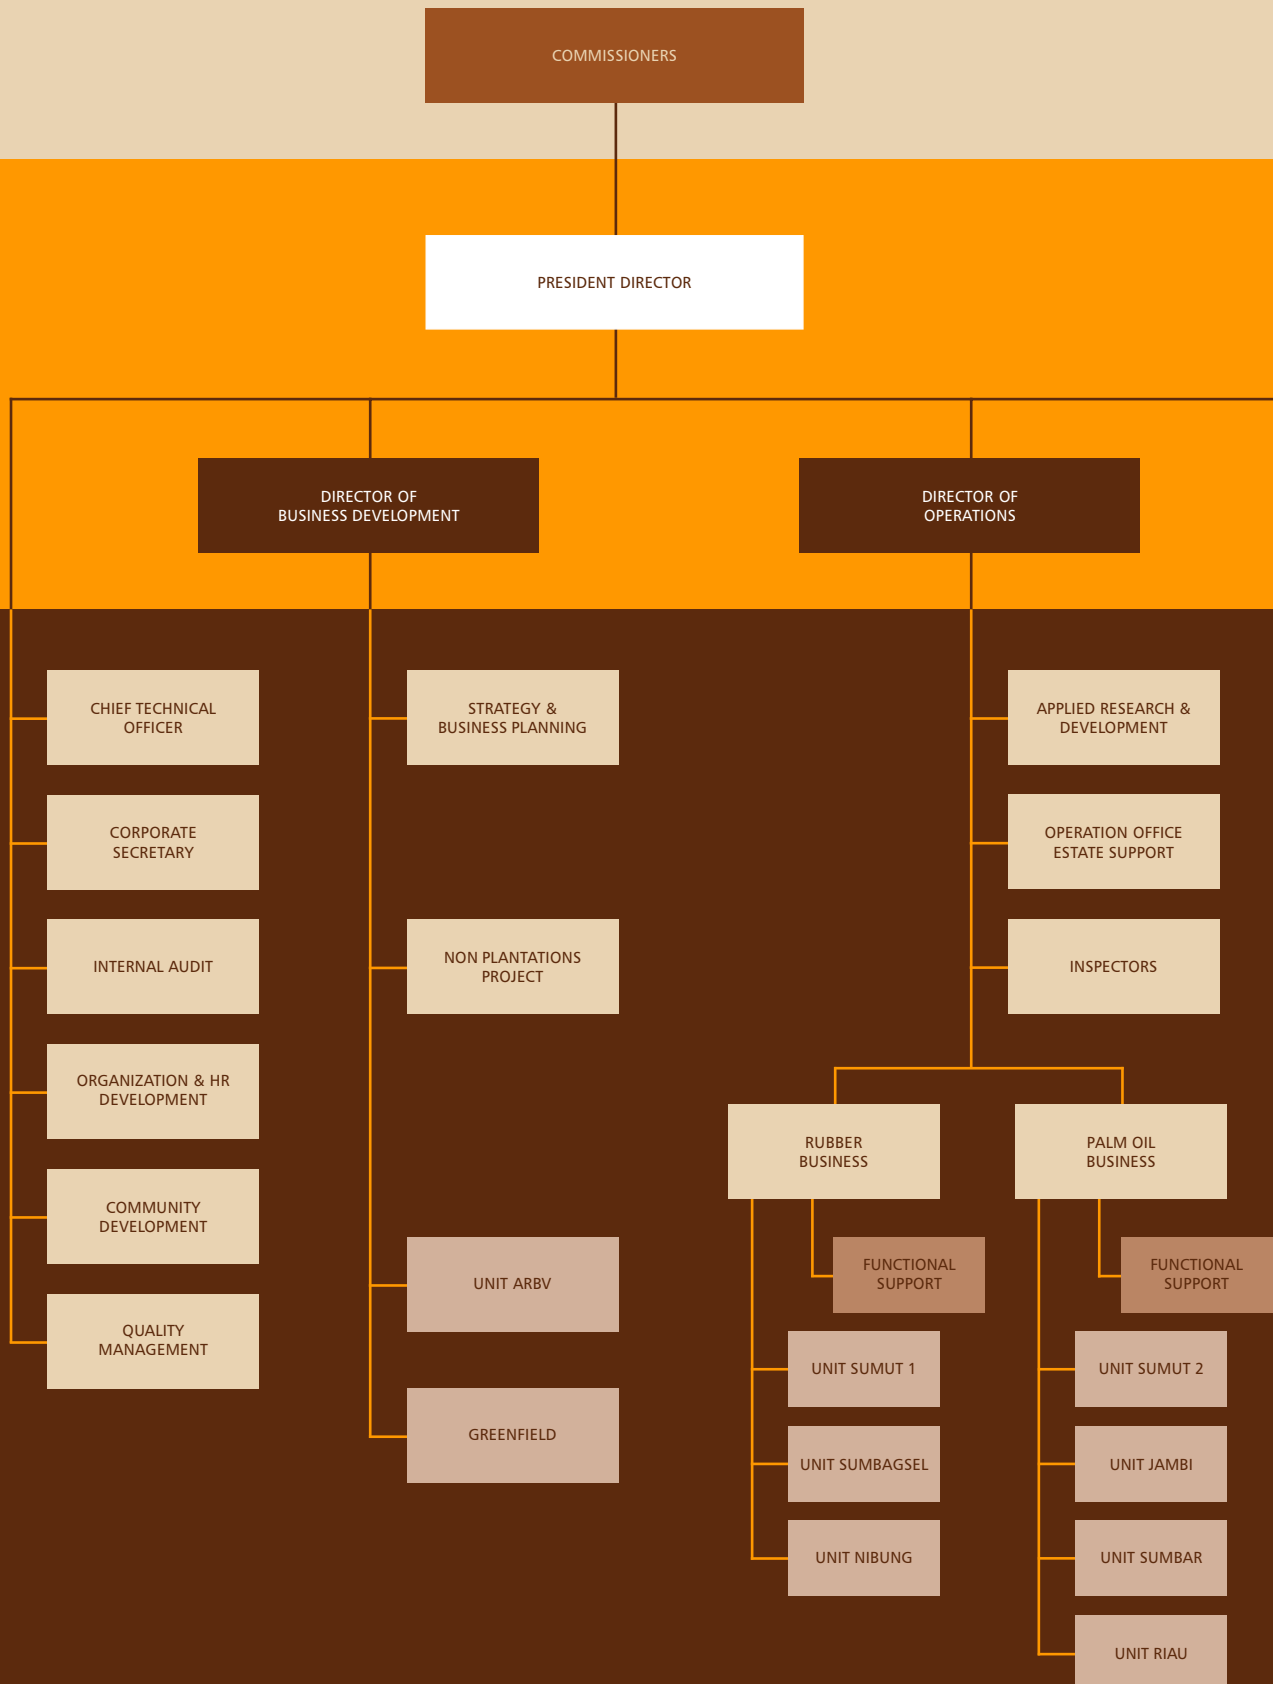 COMMISSIONERS
PRESIDENT DIRECTOR
DIRECTOR OF
BUSINESS DEVELOPMENT
DIRECTOR OF
OPERATIONS
CHIEF TECHNICAL
OFFICER
CORPORATE
SECRETARY
INTERNAL AUDIT
ORGANIZATION & HR
DEVELOPMENT
COMMUNITY
DEVELOPMENT
QUALITY
MANAGEMENT
STRATEGY &
BUSINESS PLANNING
NON PLANTATIONS
PROJECT
UNIT ARBV
GREENFIELD
APPLIED RESEARCH &
DEVELOPMENT
OPERATION OFFICE
ESTATE SUPPORT
INSPECTORS
RUBBER
BUSINESS
FUNCTIONAL
SUPPORT
UNIT SUMUT 1
UNIT SUMBAGSEL
UNIT NIBUNG
PALM OIL
BUSINESS
FUNCTIONAL
SUPPORT
UNIT SUMUT 2
UNIT JAMBI
UNIT SUMBAR
UNIT RIAU